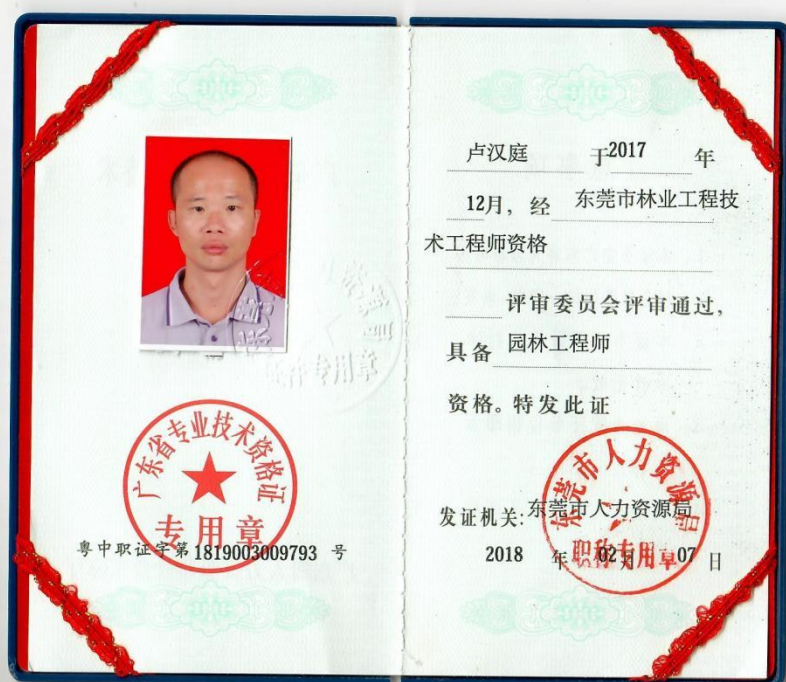 广东省专业技术资格证
专用章
粤中职证字第1819003009793 号
卢汉庭 于2017 年
12月，经 东莞市林业工程技
术工程师资格
评审委员会评审通过，
具备 园林工程师
资格。特发此证
东莞市人力资源局
发证机关：东莞市人力资源局
职称专用章
2018 年 02月 07 日